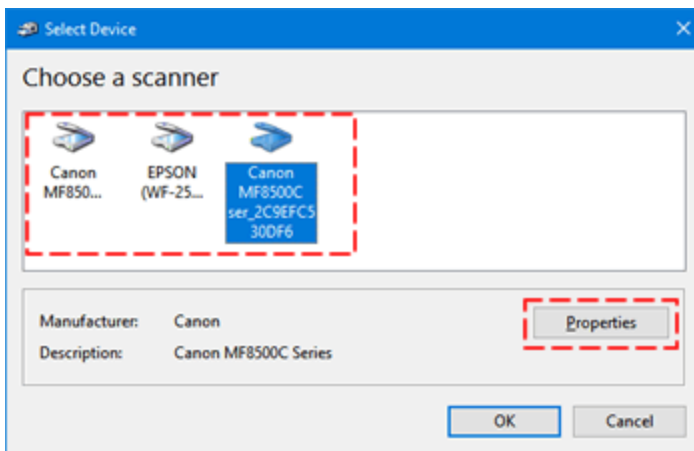 Select Device
Choose a scanner
Canon
MF850...
EPSON
(WF-25...
Canon
MF8500C
ser_2C9EFC5
30DF6
Manufacturer: Canon
Properties
Description: Canon MF8500C Series
OK
Cancel